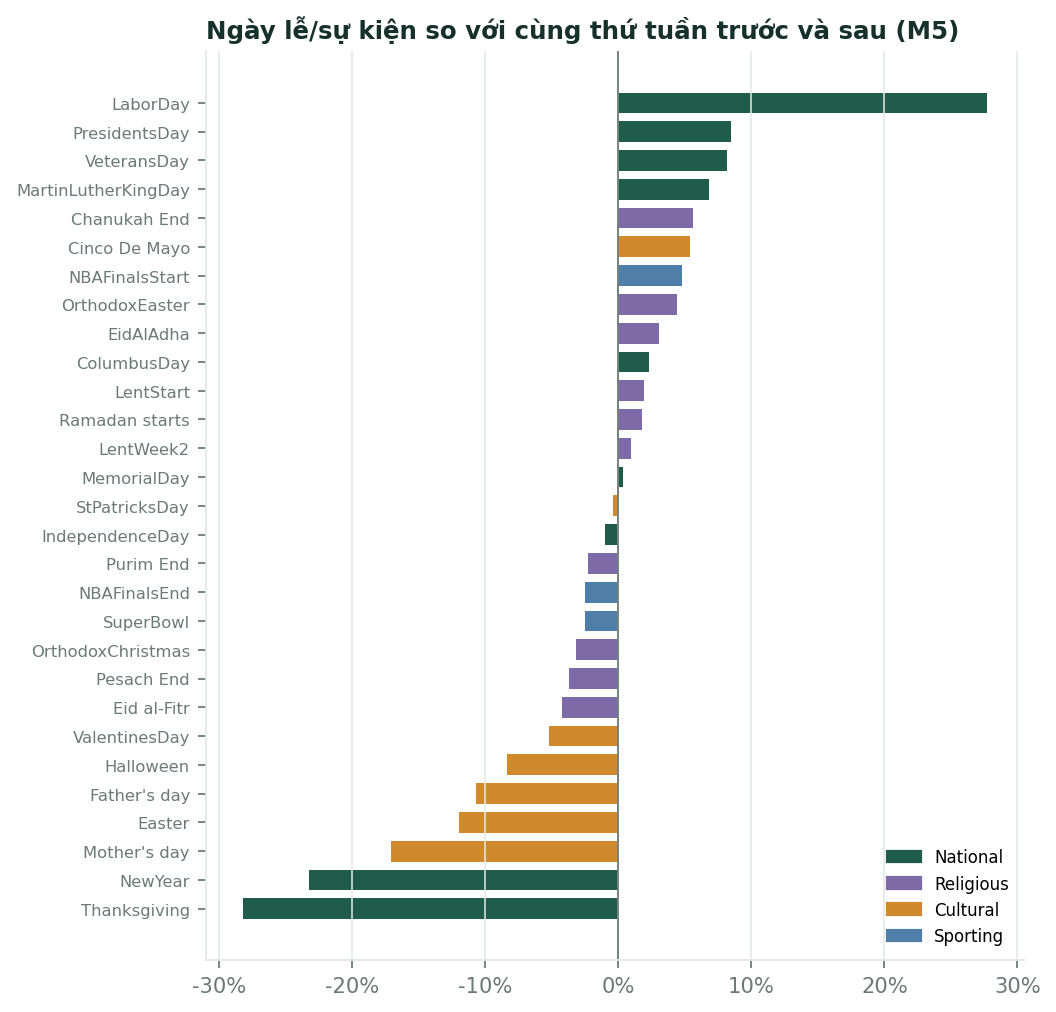 Ngày lễ/sự kiện so với cùng thứ tuần trước và sau (M5)
LaborDay
PresidentsDay
VeteransDay
MartinLutherKingDay
Chanukah End
Cinco De Mayo
NBAFinalsStart
OrthodoxEaster
EidAlAdha
ColumbusDay
LentStart
Ramadan starts
LentWeek2
MemorialDay
StPatricksDay
IndependenceDay
Purim End
NBAFinalsEnd
SuperBowl
OrthodoxChristmas
Pesach End
Eid al-Fitr
ValentinesDay
Halloween
Father's day
Easter
Mother's day
NewYear
Thanksgiving
National
Religious
Cultural
Sporting
-30% -20% -10% 0% 10% 20% 30%